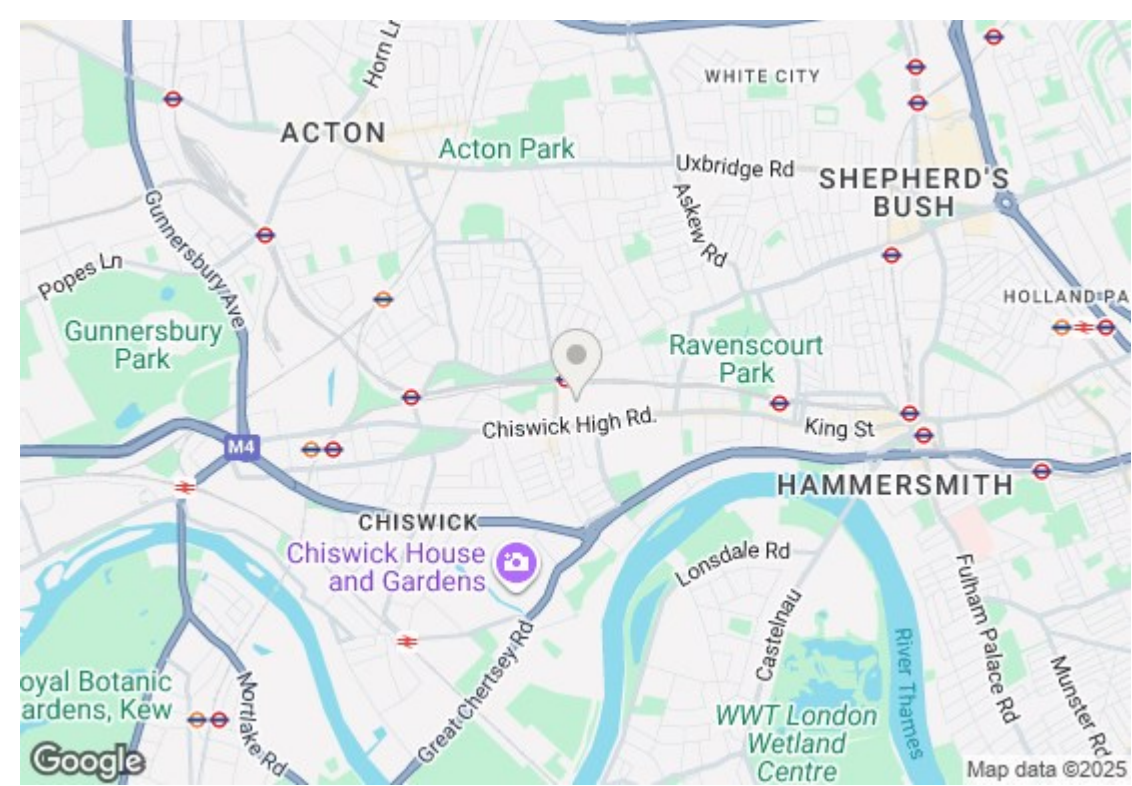 Horn Ln
WHITE CITY
ACTON
Acton Park
Uxbridge Rd
SHEPHERD'S
BUSH
Askew Rd
Gunnersbury Ave
Popes Ln
HOLLAND PA
Gunnersbury
Park
Ravenscourt
Park
Chiswick High Rd.
King St
M4
HAMMERSMITH
CHISWICK
Chiswick House
and Gardens
Lonsdale Rd
Fulham Palace Rd
Castelnau
River Thames
Great Chertsey Rd
Munster Rd
oyal Botanic
ardens, Kew
Mortlake Rd
WWT London
Wetland
Centre
Google
Map data ©2025